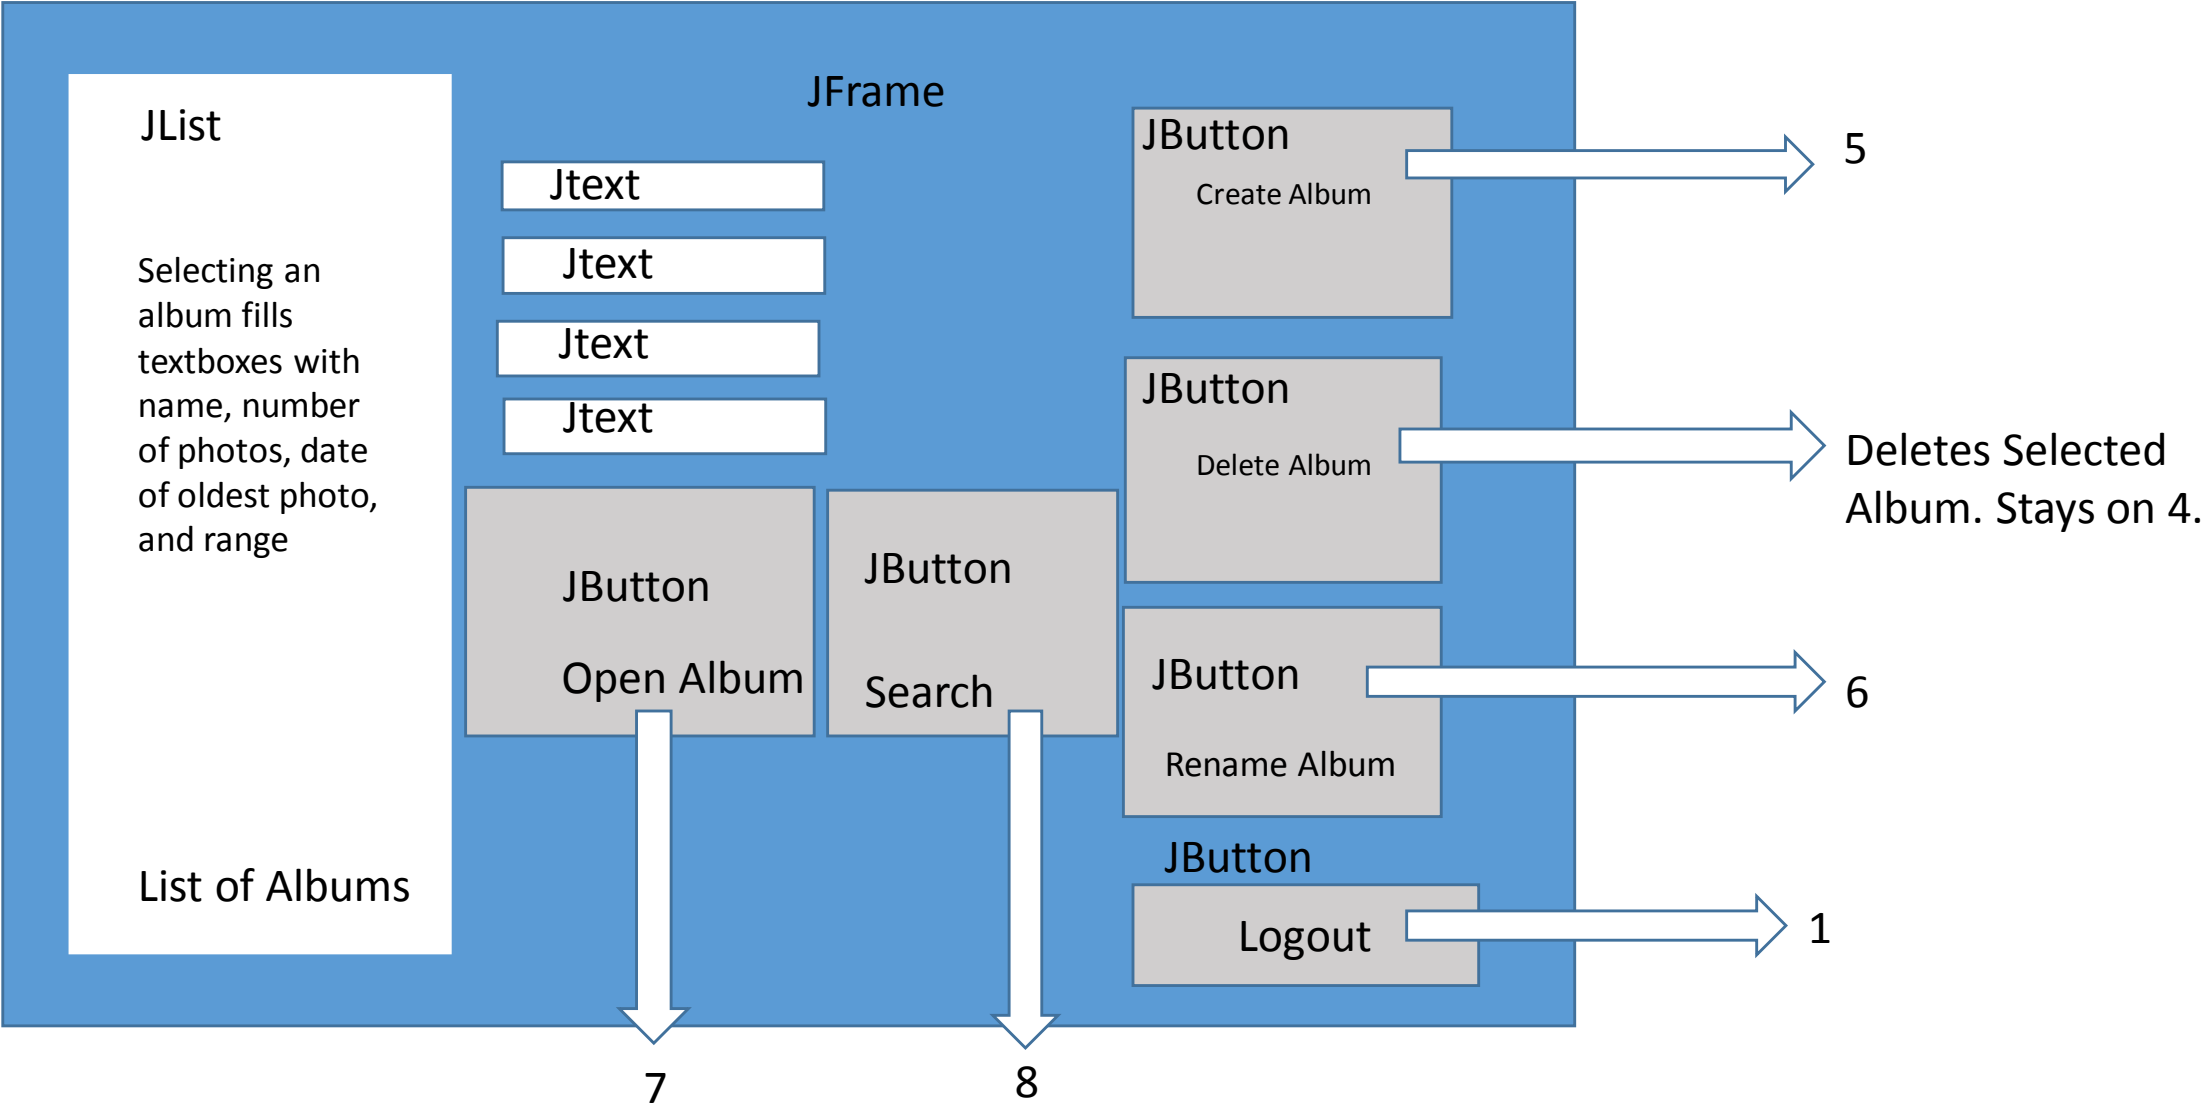 JFrame
JList
Selecting an
album fills
textboxes with
name, number
of photos, date
of oldest photo,
and range
List of Albums
Jtext
Jtext
Jtext
Jtext
JButton
Open Album
7
JButton
Search
8
JButton
Create Album
5
JButton
Delete Album
Deletes Selected
Album. Stays on 4.
JButton
Rename Album
6
JButton
Logout
1